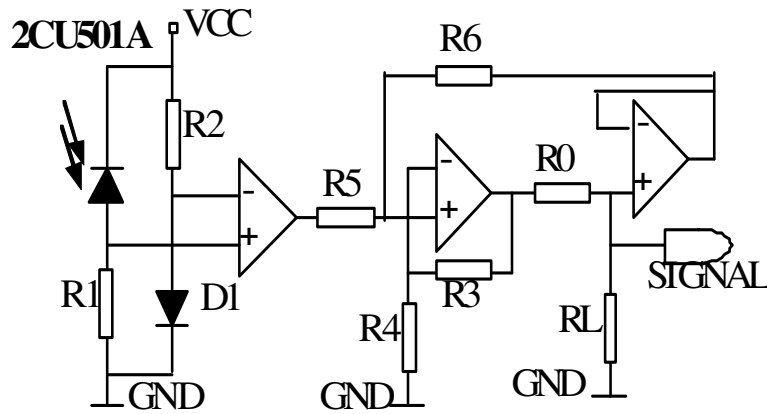 2CU501A
VCC
R6
R2
-
R0
-
R5
-
+
+
+
R1
D1
R3
SIGNAL
R4
RL
GND
GND
GND